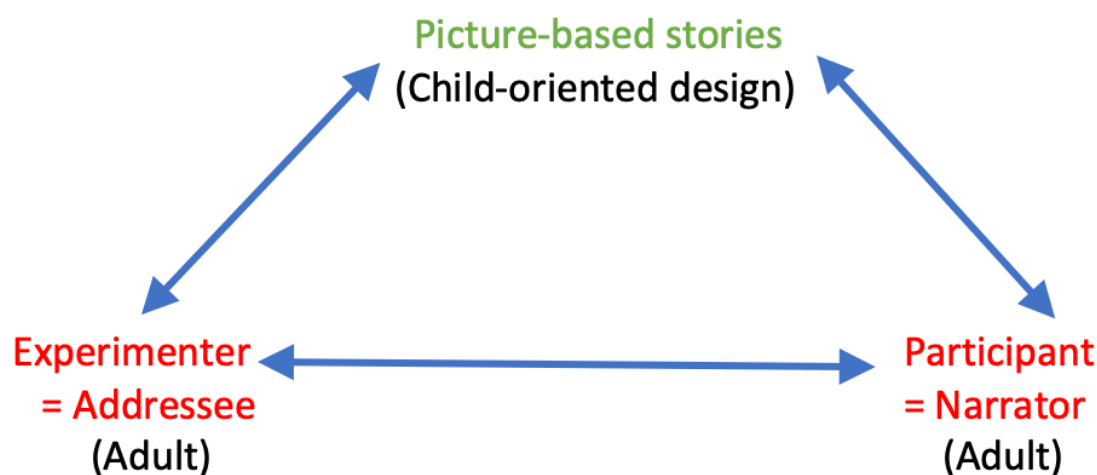 Picture-based stories
(Child-oriented design)
Experimenter
= Addressee
(Adult)
Participant
= Narrator
(Adult)